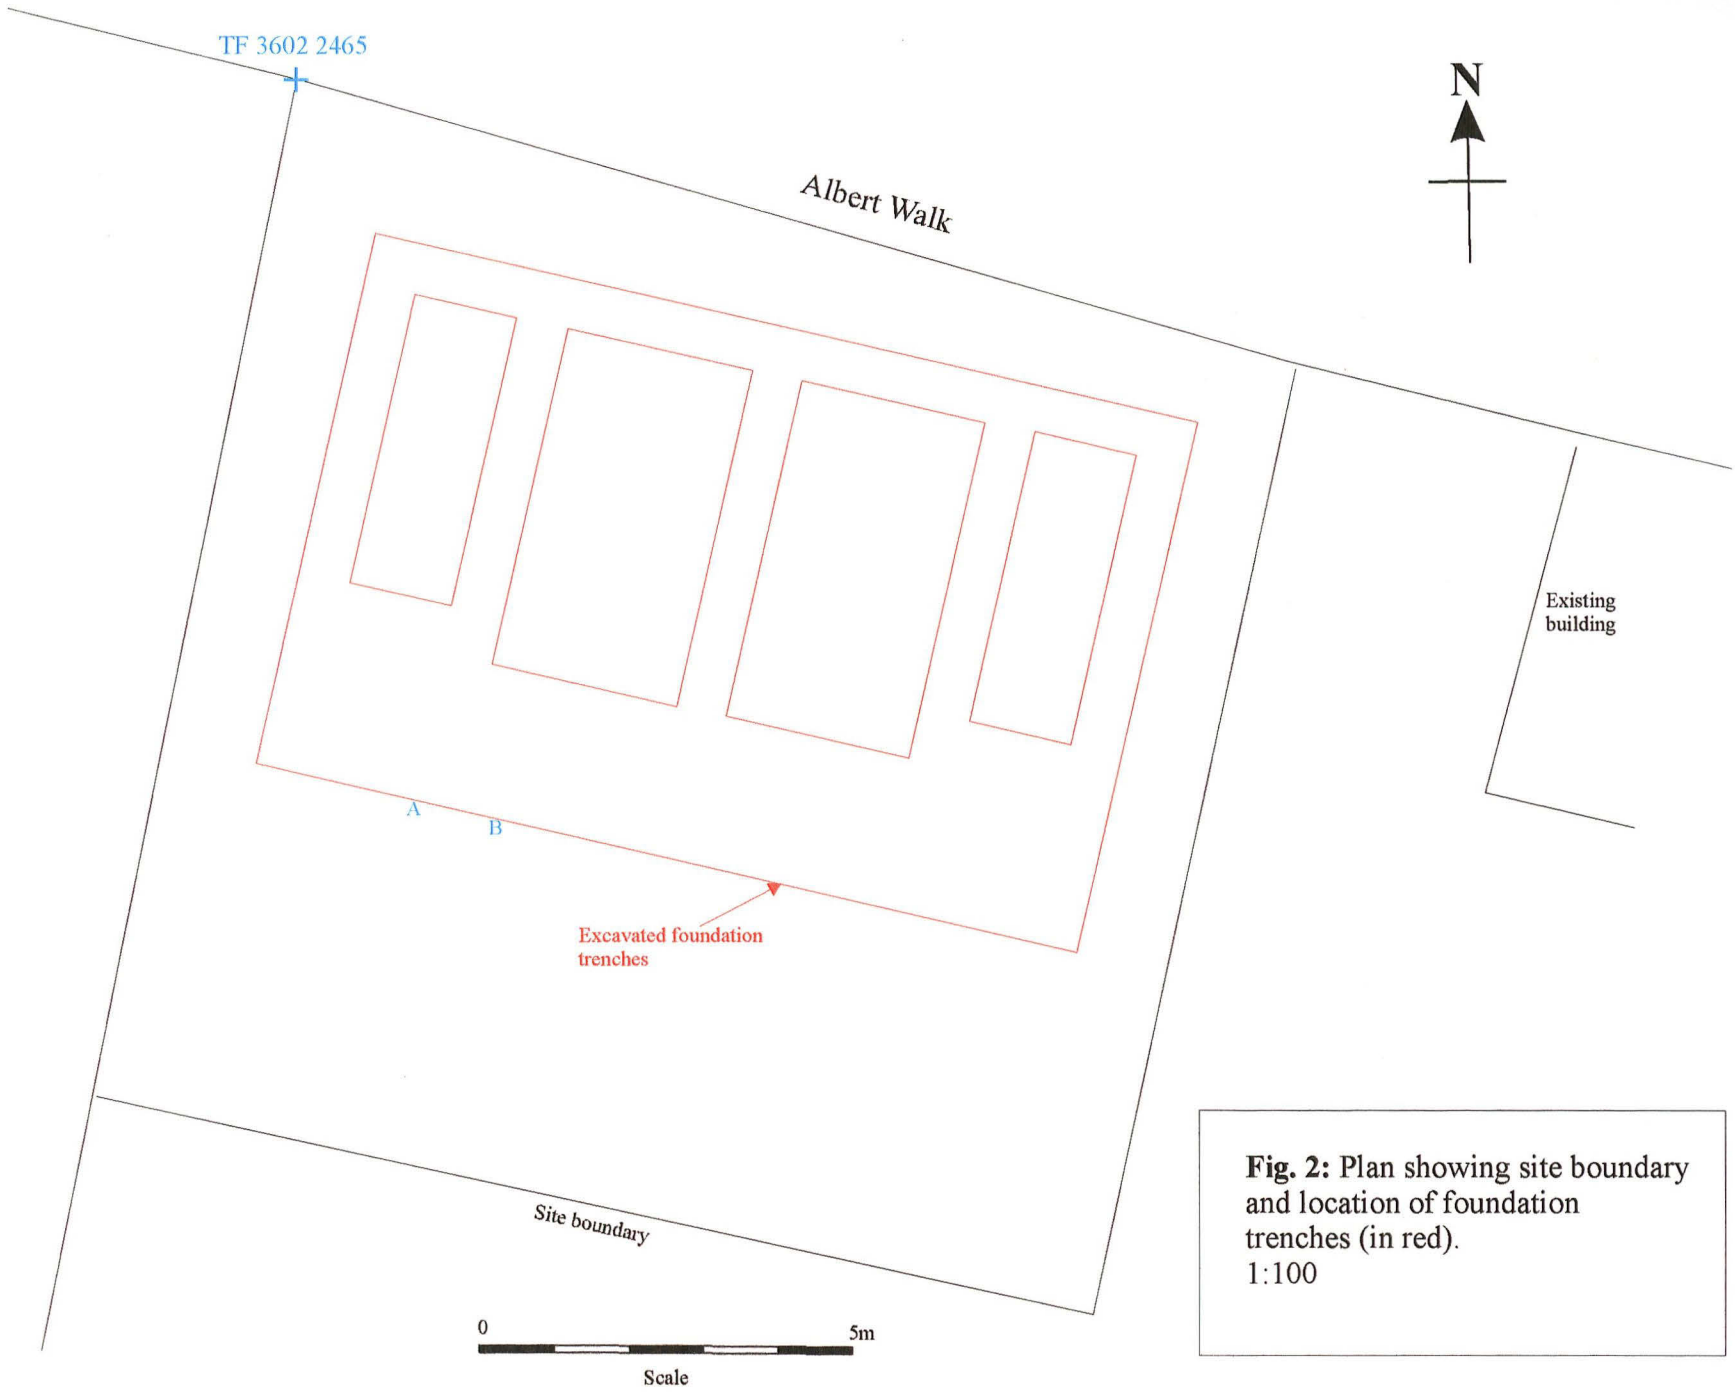 TF 3602 2465
N
Albert Walk
Existing
building
A
B
Excavated foundation
trenches
Site boundary
Fig. 2: Plan showing site boundary
and location of foundation
trenches (in red).
1:100
0 5m
Scale